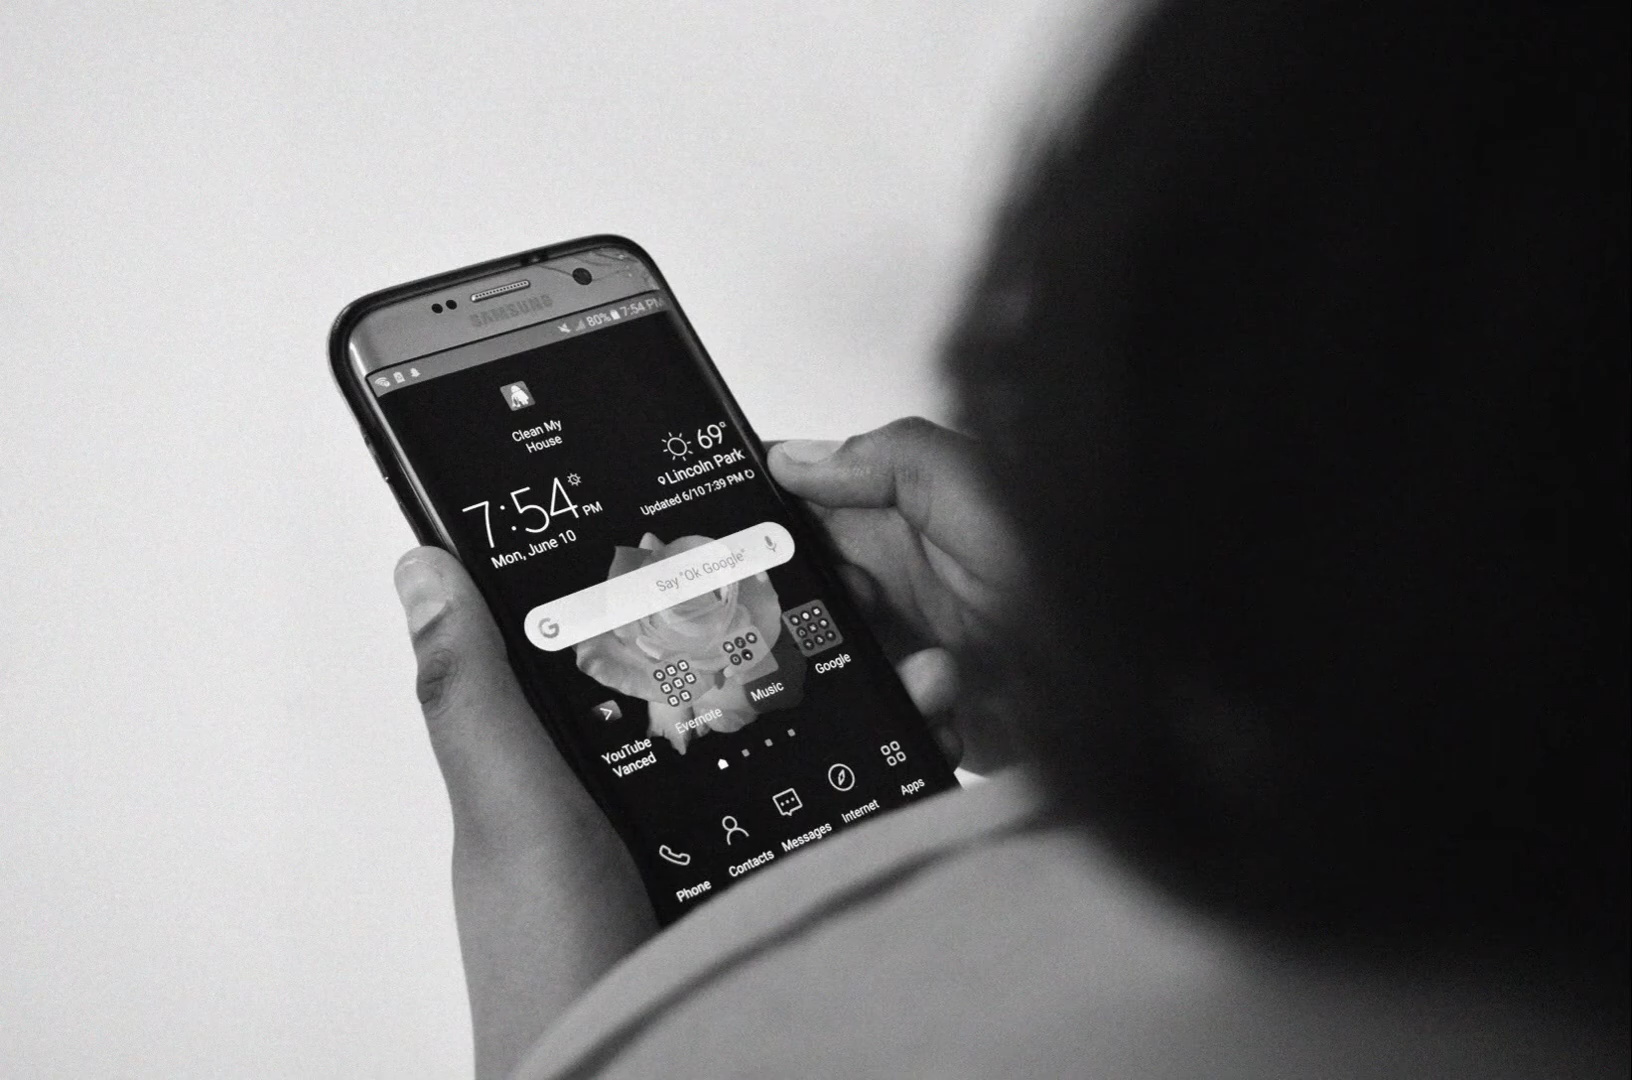 SAMSUNG
80% 7:54 PM
Clean My
House
69°
Lincoln Park
Updated 6/10 7:39 PM
7:54 PM
Mon, June 10
G Say "Ok Google"
YouTube
Vanced
Evernote
Music
Google
Phone
Contacts
Messages
Internet
Apps